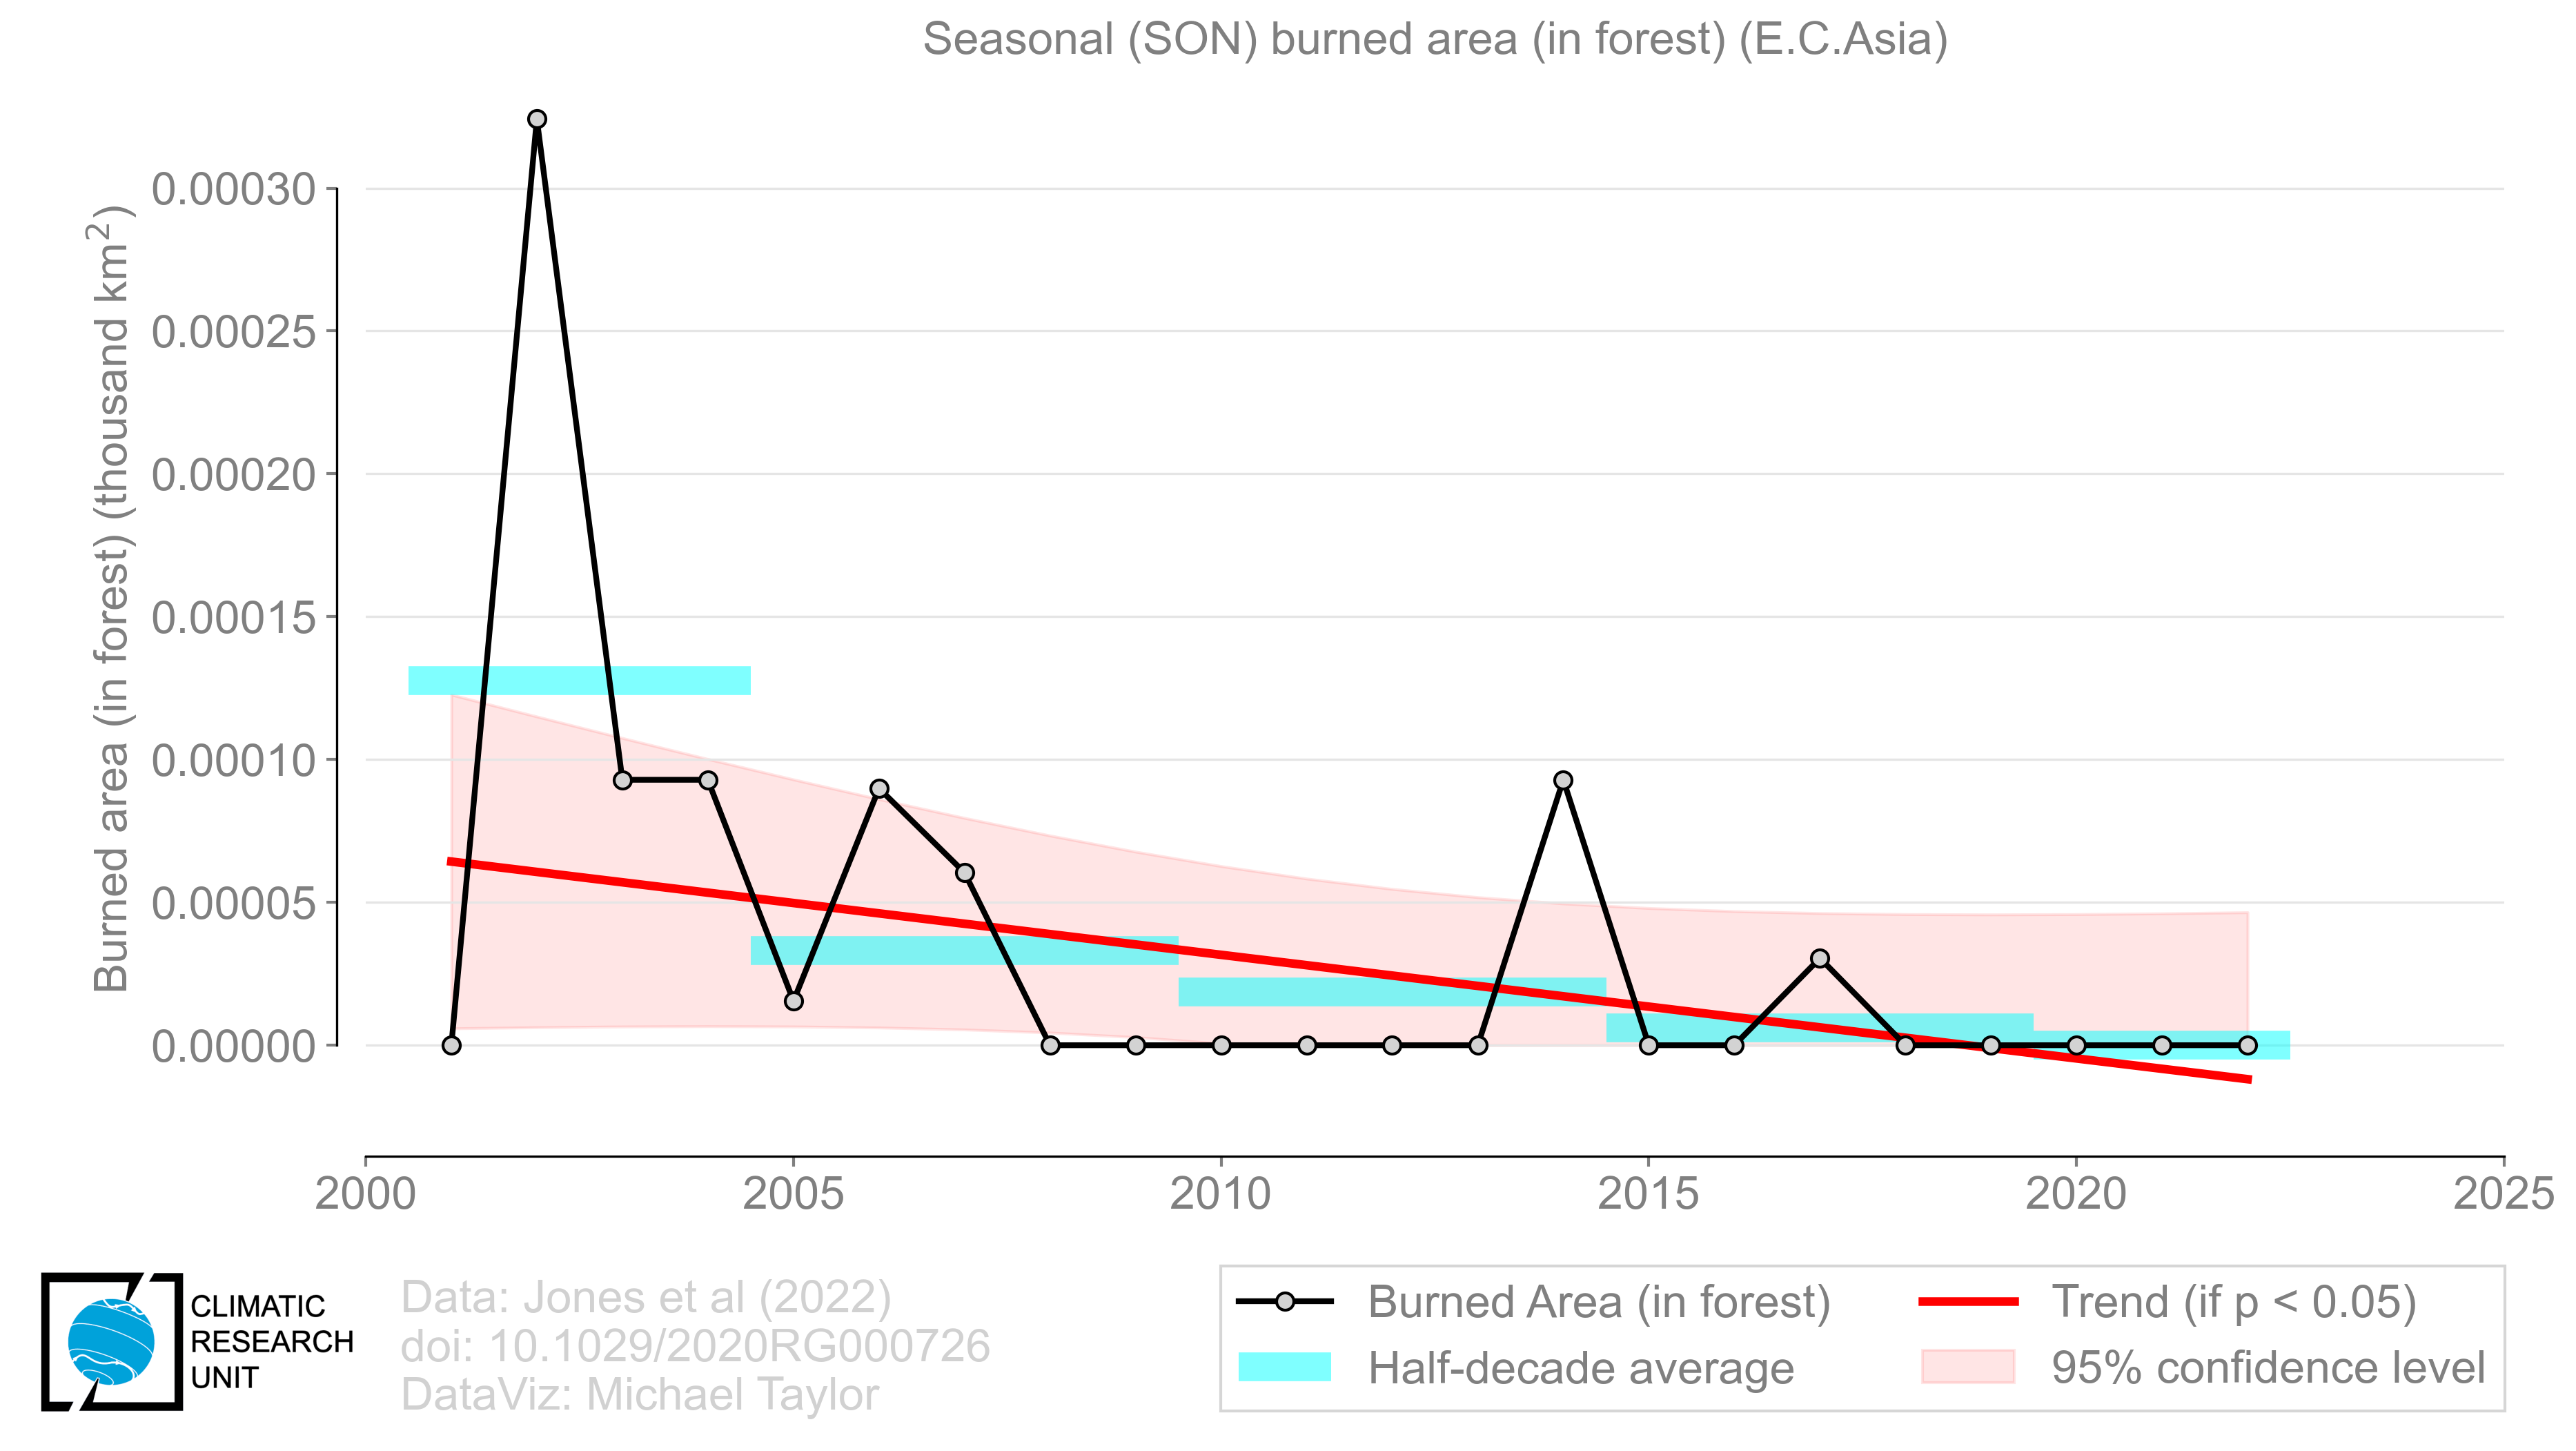 Seasonal (SON) burned area (in forest) (E.C.Asia)
Burned area (in forest) (thousand km²)
0.00030
0.00025
0.00020
0.00015
0.00010
0.00005
0.00000
2000
2005
2010
2015
2020
2025
CLIMATIC
RESEARCH
UNIT
Data: Jones et al (2022)
doi: 10.1029/2020RG000726
DataViz: Michael Taylor
Burned Area (in forest)
Half-decade average
Trend (if p < 0.05)
95% confidence level